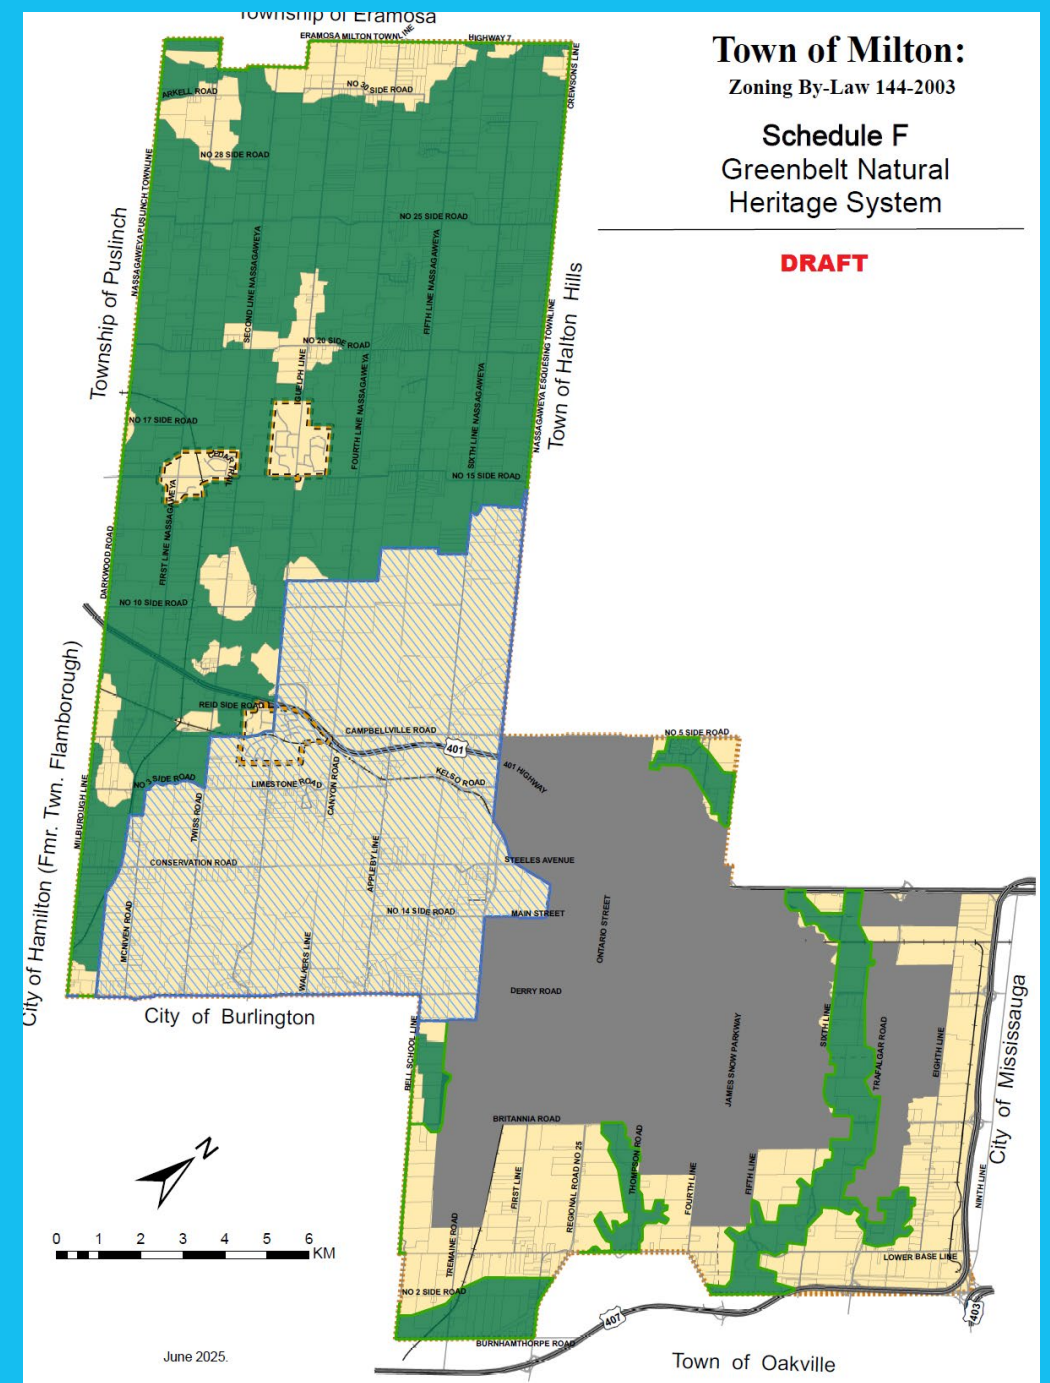 Township of Eramosa
ERAMOSA MILTON TOWNLINE
HIGHWAY 7
CREWSONS LINE
Town of Milton:
Zoning By-Law 144-2003
Schedule F
Greenbelt Natural
Heritage System
DRAFT
ARKELL ROAD
NO 30 SIDE ROAD
NO 28 SIDE ROAD
NASSAGAWEYA PUSLINCH TOWNLINE
Township of Puslinch
NO 25 SIDE ROAD
SECOND LINE NASSAGAWEYA
FIFTH LINE NASSAGAWEYA
Town of Halton Hills
NASSAGAWEYA ESQUESING TOWNLINE
NO 20 SIDE ROAD
GUELPH LINE
FOURTH LINE NASSAGAWEYA
SIXTH LINE NASSAGAWEYA
NO 17 SIDE ROAD
CEDAR TRAIL
NO 15 SIDE ROAD
FIRST LINE NASSAGAWEYA
DARKWOOD ROAD
NO 10 SIDE ROAD
City of Hamilton (Fmr. Twn. Flamborough)
REID SIDE ROAD
CAMPBELLVILLE ROAD
401
NO 5 SIDE ROAD
401 HIGHWAY
KELSO ROAD
NO 3 SIDE ROAD
LIMESTONE ROAD
CANYON ROAD
MILBUROUGH LINE
TWISS ROAD
CONSERVATION ROAD
APPLEBY LINE
STEELES AVENUE
NO 14 SIDE ROAD
MAIN STREET
MCNIVEN ROAD
WALKERS LINE
ONTARIO STREET
DERRY ROAD
City of Burlington
BELL SCHOOL LINE
JAMES SNOW PARKWAY
SIXTH LINE
TRAFALGAR ROAD
EIGHTH LINE
City of Mississauga
BRITANNIA ROAD
N
FIRST LINE
REGIONAL ROAD NO 25
THOMPSON ROAD
FOURTH LINE
FIFTH LINE
NINTH LINE
TREMAINE ROAD
LOWER BASE LINE
0 1 2 3 4 5 6
KM
NO 2 SIDE ROAD
407
403
BURNHAMTHORPE ROAD
June 2025.
Town of Oakville